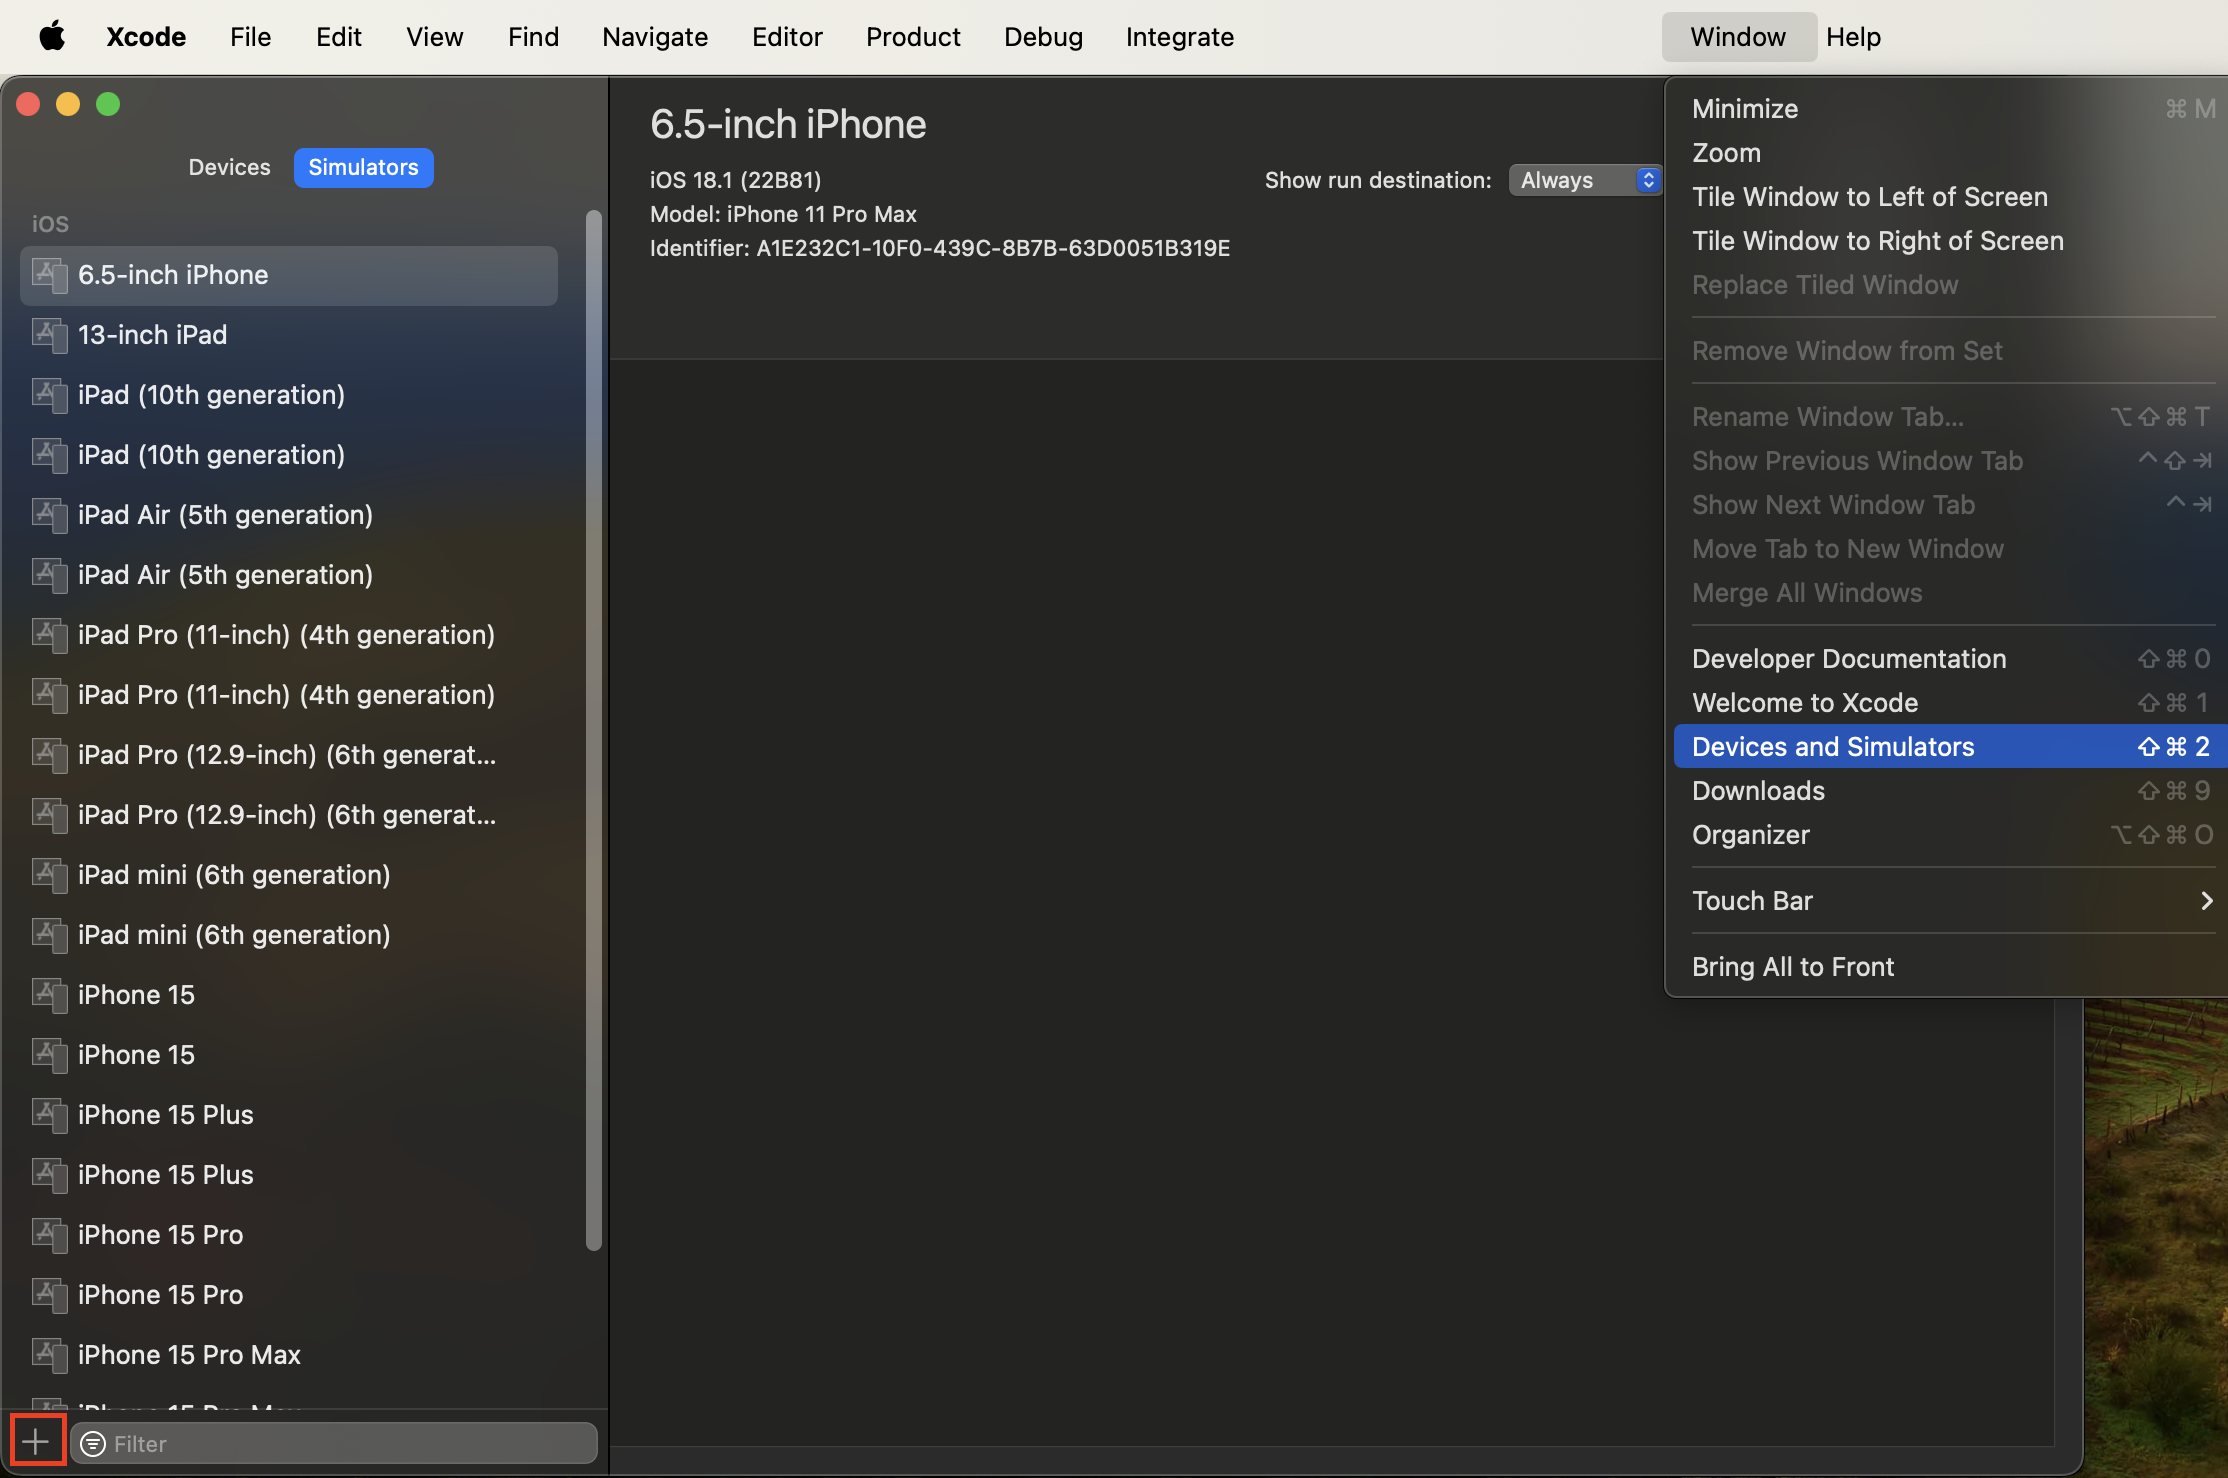 Xcode File Edit View Find Navigate Editor Product Debug Integrate Window Help
Devices Simulators
iOS
6.5-inch iPhone
13-inch iPad
iPad (10th generation)
iPad (10th generation)
iPad Air (5th generation)
iPad Air (5th generation)
iPad Pro (11-inch) (4th generation)
iPad Pro (11-inch) (4th generation)
iPad Pro (12.9-inch) (6th generat...
iPad Pro (12.9-inch) (6th generat...
iPad mini (6th generation)
iPad mini (6th generation)
iPhone 15
iPhone 15
iPhone 15 Plus
iPhone 15 Plus
iPhone 15 Pro
iPhone 15 Pro
iPhone 15 Pro Max
iPhone 15 Pro Max
Filter
6.5-inch iPhone
iOS 18.1 (22B81)
Model: iPhone 11 Pro Max
Identifier: A1E232C1-10F0-439C-8B7B-63D0051B319E
Show run destination: Always
Minimize ⌘ M
Zoom
Tile Window to Left of Screen
Tile Window to Right of Screen
Replace Tiled Window
Remove Window from Set
Rename Window Tab... ⌥⇧⌘ T
Show Previous Window Tab ^⇧⇥
Show Next Window Tab ^⇥
Move Tab to New Window
Merge All Windows
Developer Documentation ⇧⌘ 0
Welcome to Xcode ⇧⌘ 1
Devices and Simulators ⇧⌘ 2
Downloads ⇧⌘ 9
Organizer ⌥⇧⌘ O
Touch Bar
Bring All to Front